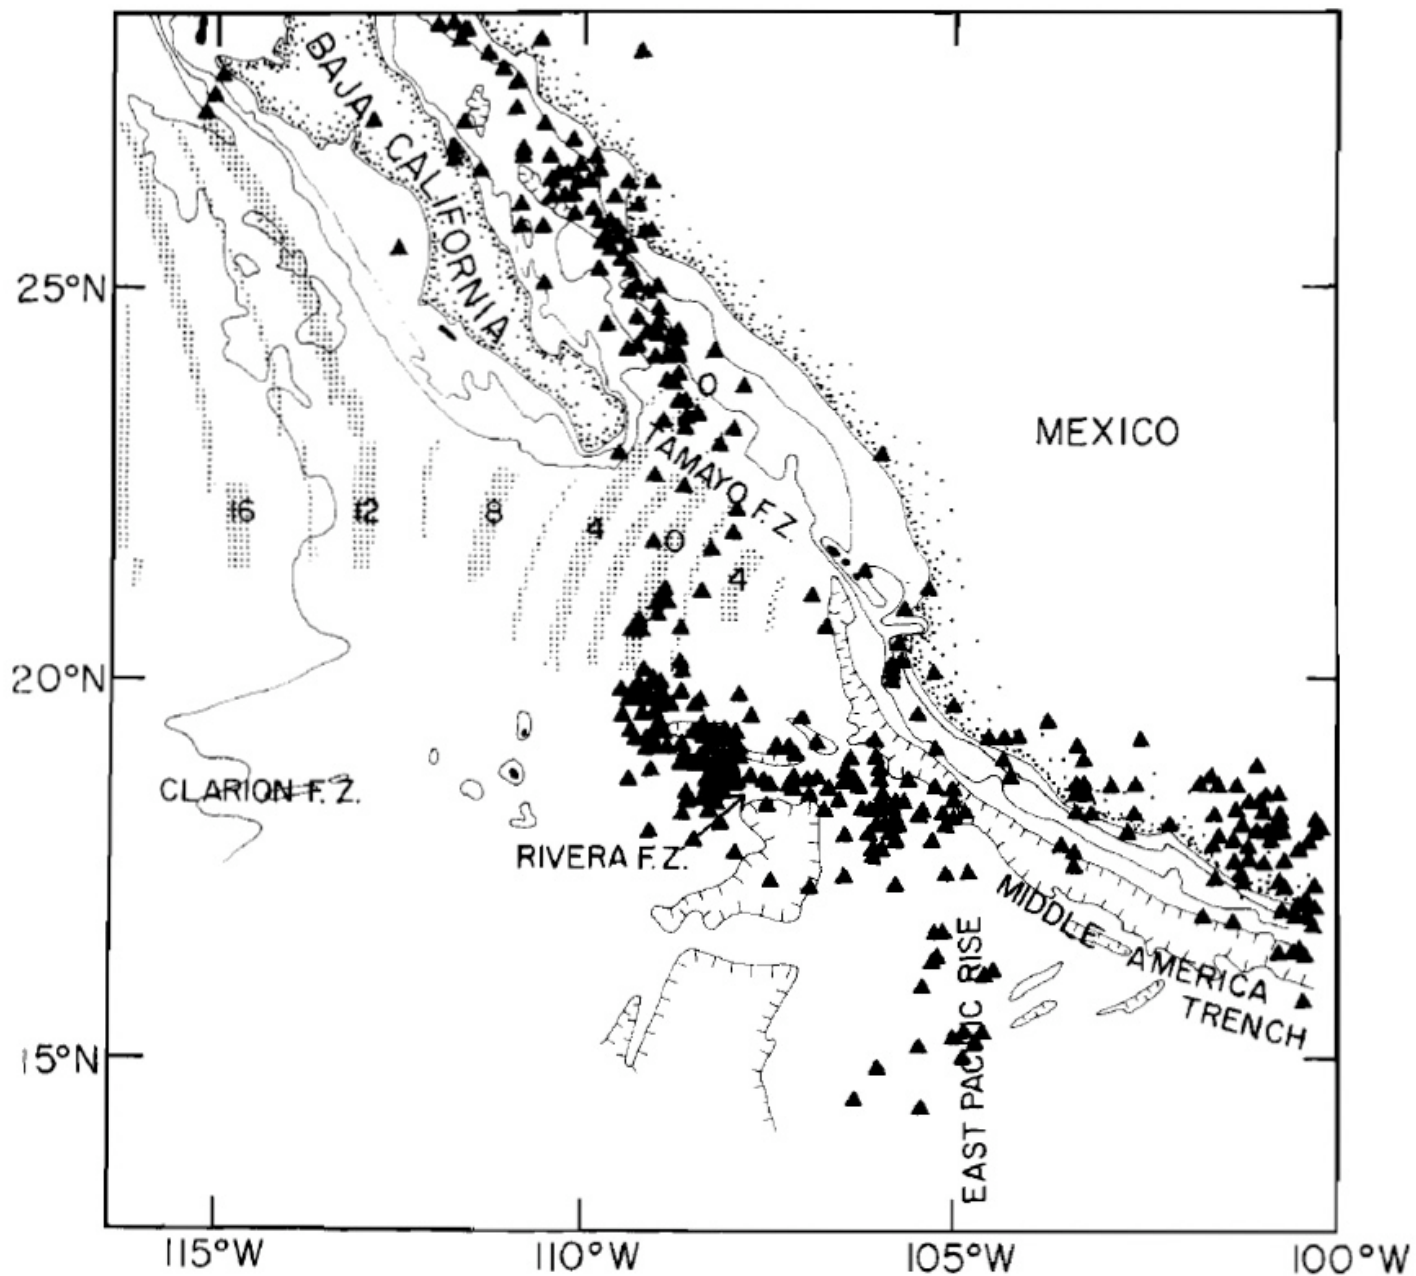 BAJA CALIFORNIA
25°N
0
MEXICO
TAMAYO F.Z.
16
12
8
4
0
4
20°N
CLARION F.Z.
RIVERA F.Z.
MIDDLE AMERICA
TRENCH
EAST PACIFIC RISE
15°N
115°W
110°W
105°W
100°W